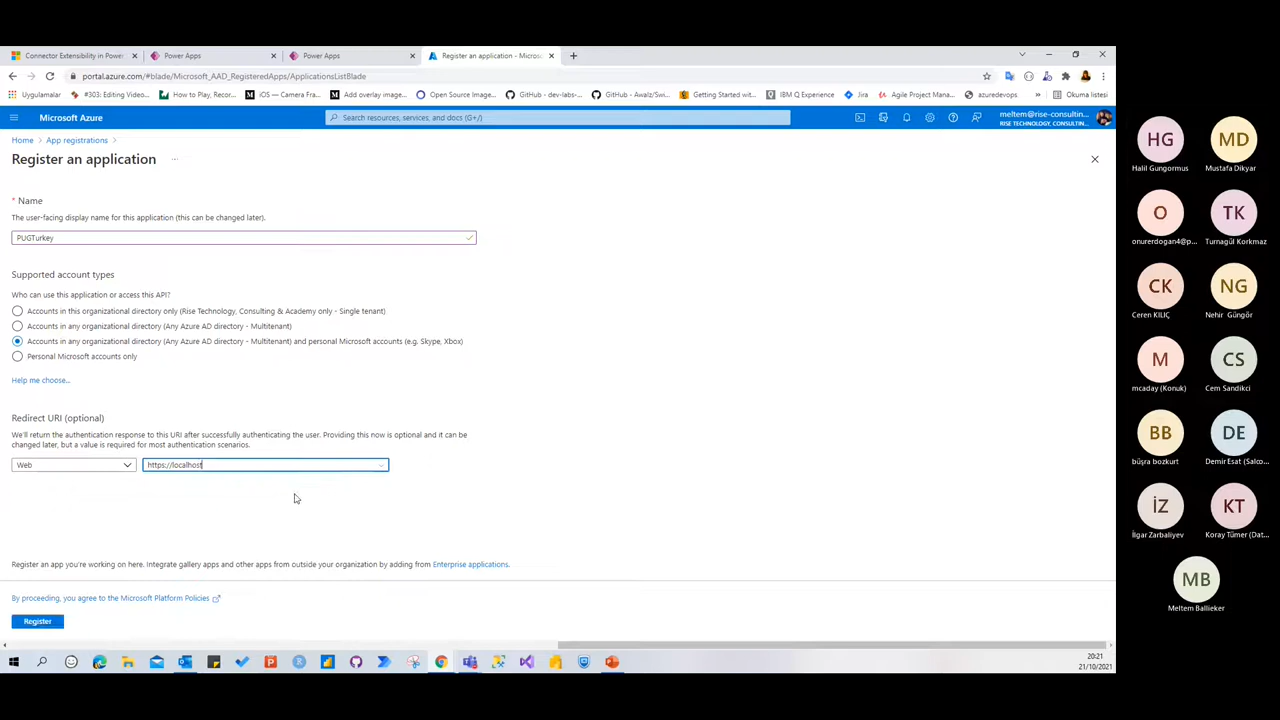 Connector Extensibility in Power
Power Apps
Power Apps
Register an application - Micros
portal.azure.com/#blade/Microsoft_AAD_RegisteredApps/ApplicationsListBlade
Uygulamalar
#303: Editing Video...
How to Play, Recor...
iOS — Camera Fra...
Add overlay image...
Open Source Image...
GitHub - dev-labs-...
GitHub - Awalz/Swi...
Getting Started wit...
IBM Q Experience
Jira
Agile Project Mana...
azuredevops
»
Okuma listesi
Microsoft Azure
Search resources, services, and docs (G+/)
meltem@rise-consultin...
RISE TECHNOLOGY, CONSULTING...
Home > App registrations >
Register an application ...
* Name
The user-facing display name for this application (this can be changed later).
PUGTurkey
Supported account types
Who can use this application or access this API?
Accounts in this organizational directory only (Rise Technology, Consulting & Academy only - Single tenant)
Accounts in any organizational directory (Any Azure AD directory - Multitenant)
Accounts in any organizational directory (Any Azure AD directory - Multitenant) and personal Microsoft accounts (e.g. Skype, Xbox)
Personal Microsoft accounts only
Help me choose...
Redirect URI (optional)
We'll return the authentication response to this URI after successfully authenticating the user. Providing this now is optional and it can be
changed later, but a value is required for most authentication scenarios.
Web
https://localhost
Register an app you're working on here. Integrate gallery apps and other apps from outside your organization by adding from Enterprise applications.
By proceeding, you agree to the Microsoft Platform Policies
Register
20:21
21/10/2021
HG
Halil Gungormus
MD
Mustafa Dikyar
O
onurerdogan4@p...
TK
Turnagül Korkmaz
CK
Ceren KILIÇ
NG
Nehir Güngör
M
mcaday (Konuk)
CS
Cem Sandikci
BB
büşra bozkurt
DE
Demir Esat (Salco...
İZ
İlgar Zarbaliyev
KT
Koray Tümer (Dat...
MB
Meltem Ballieker